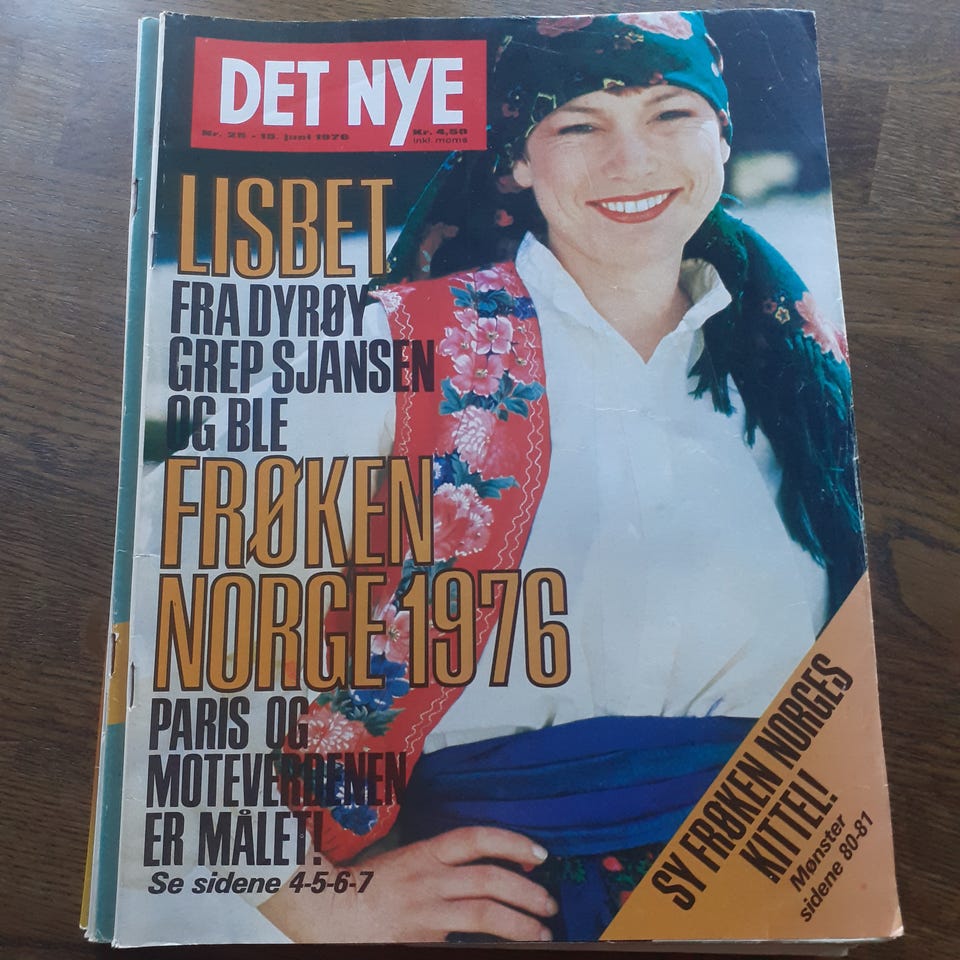 DET NYE
Nr. 25 - 15. juni 1976
Kr. 4,50
inkl. moms
LISBET
FRA DYRØY
GREP SJANSEN
OG BLE
FRØKEN
NORGE 1976
PARIS OG
MOTEVERDENEN
ER MÅLET!
Se sidene 4-5-6-7
SY FRØKEN NORGES
KITTEL!
Mønster
sidene 80-81